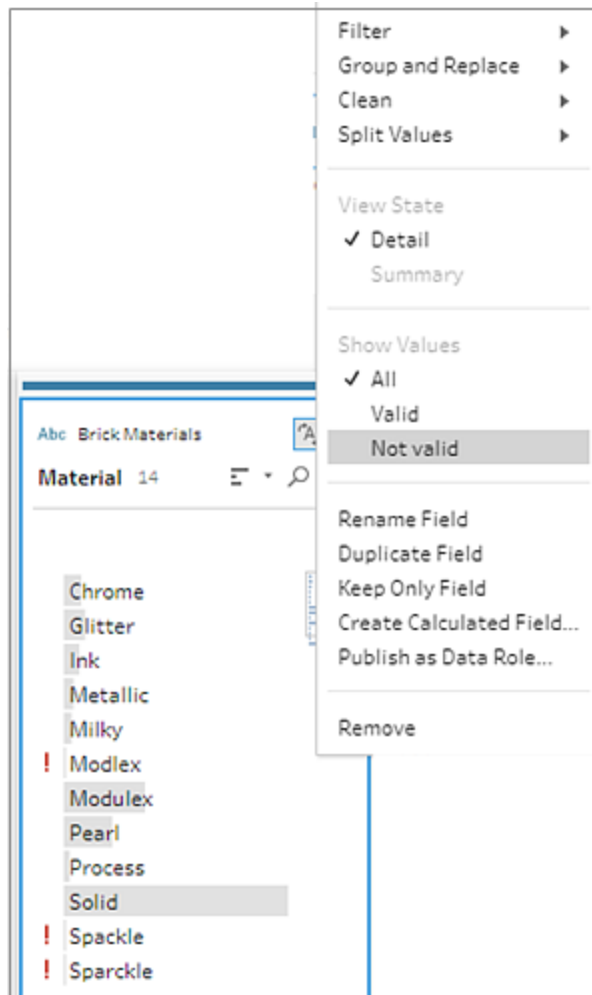 Filter
Group and Replace
Clean
Split Values
View State
✓ Detail
Summary
Show Values
✓ All
Valid
Not valid
Rename Field
Duplicate Field
Keep Only Field
Create Calculated Field...
Publish as Data Role...
Remove
Abc Brick Materials
Material 14
Chrome
Glitter
Ink
Metallic
Milky
! Modlex
Modulex
Pearl
Process
Solid
! Spackle
! Sparckle